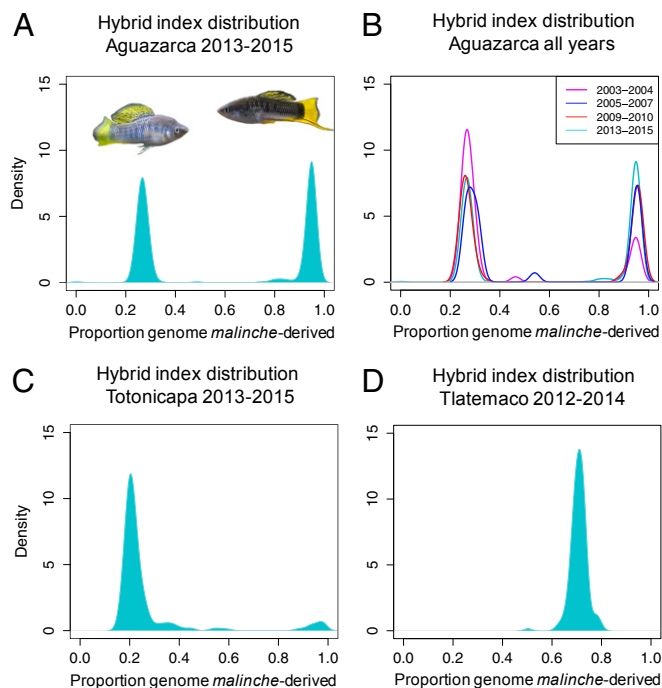 A
Hybrid index distribution
Aguazarca 2013-2015
Density
15
10
5
0
0.0 0.2 0.4 0.6 0.8 1.0
Proportion genome malinche-derived
B
Hybrid index distribution
Aguazarca all years
2003–2004
2005–2007
2009–2010
2013–2015
15
10
5
0
0.0 0.2 0.4 0.6 0.8 1.0
Proportion genome malinche-derived
C
Hybrid index distribution
Totonicapa 2013-2015
Density
15
10
5
0
0.0 0.2 0.4 0.6 0.8 1.0
Proportion genome malinche-derived
D
Hybrid index distribution
Tlatemaco 2012-2014
15
10
5
0
0.0 0.2 0.4 0.6 0.8 1.0
Proportion genome malinche-derived